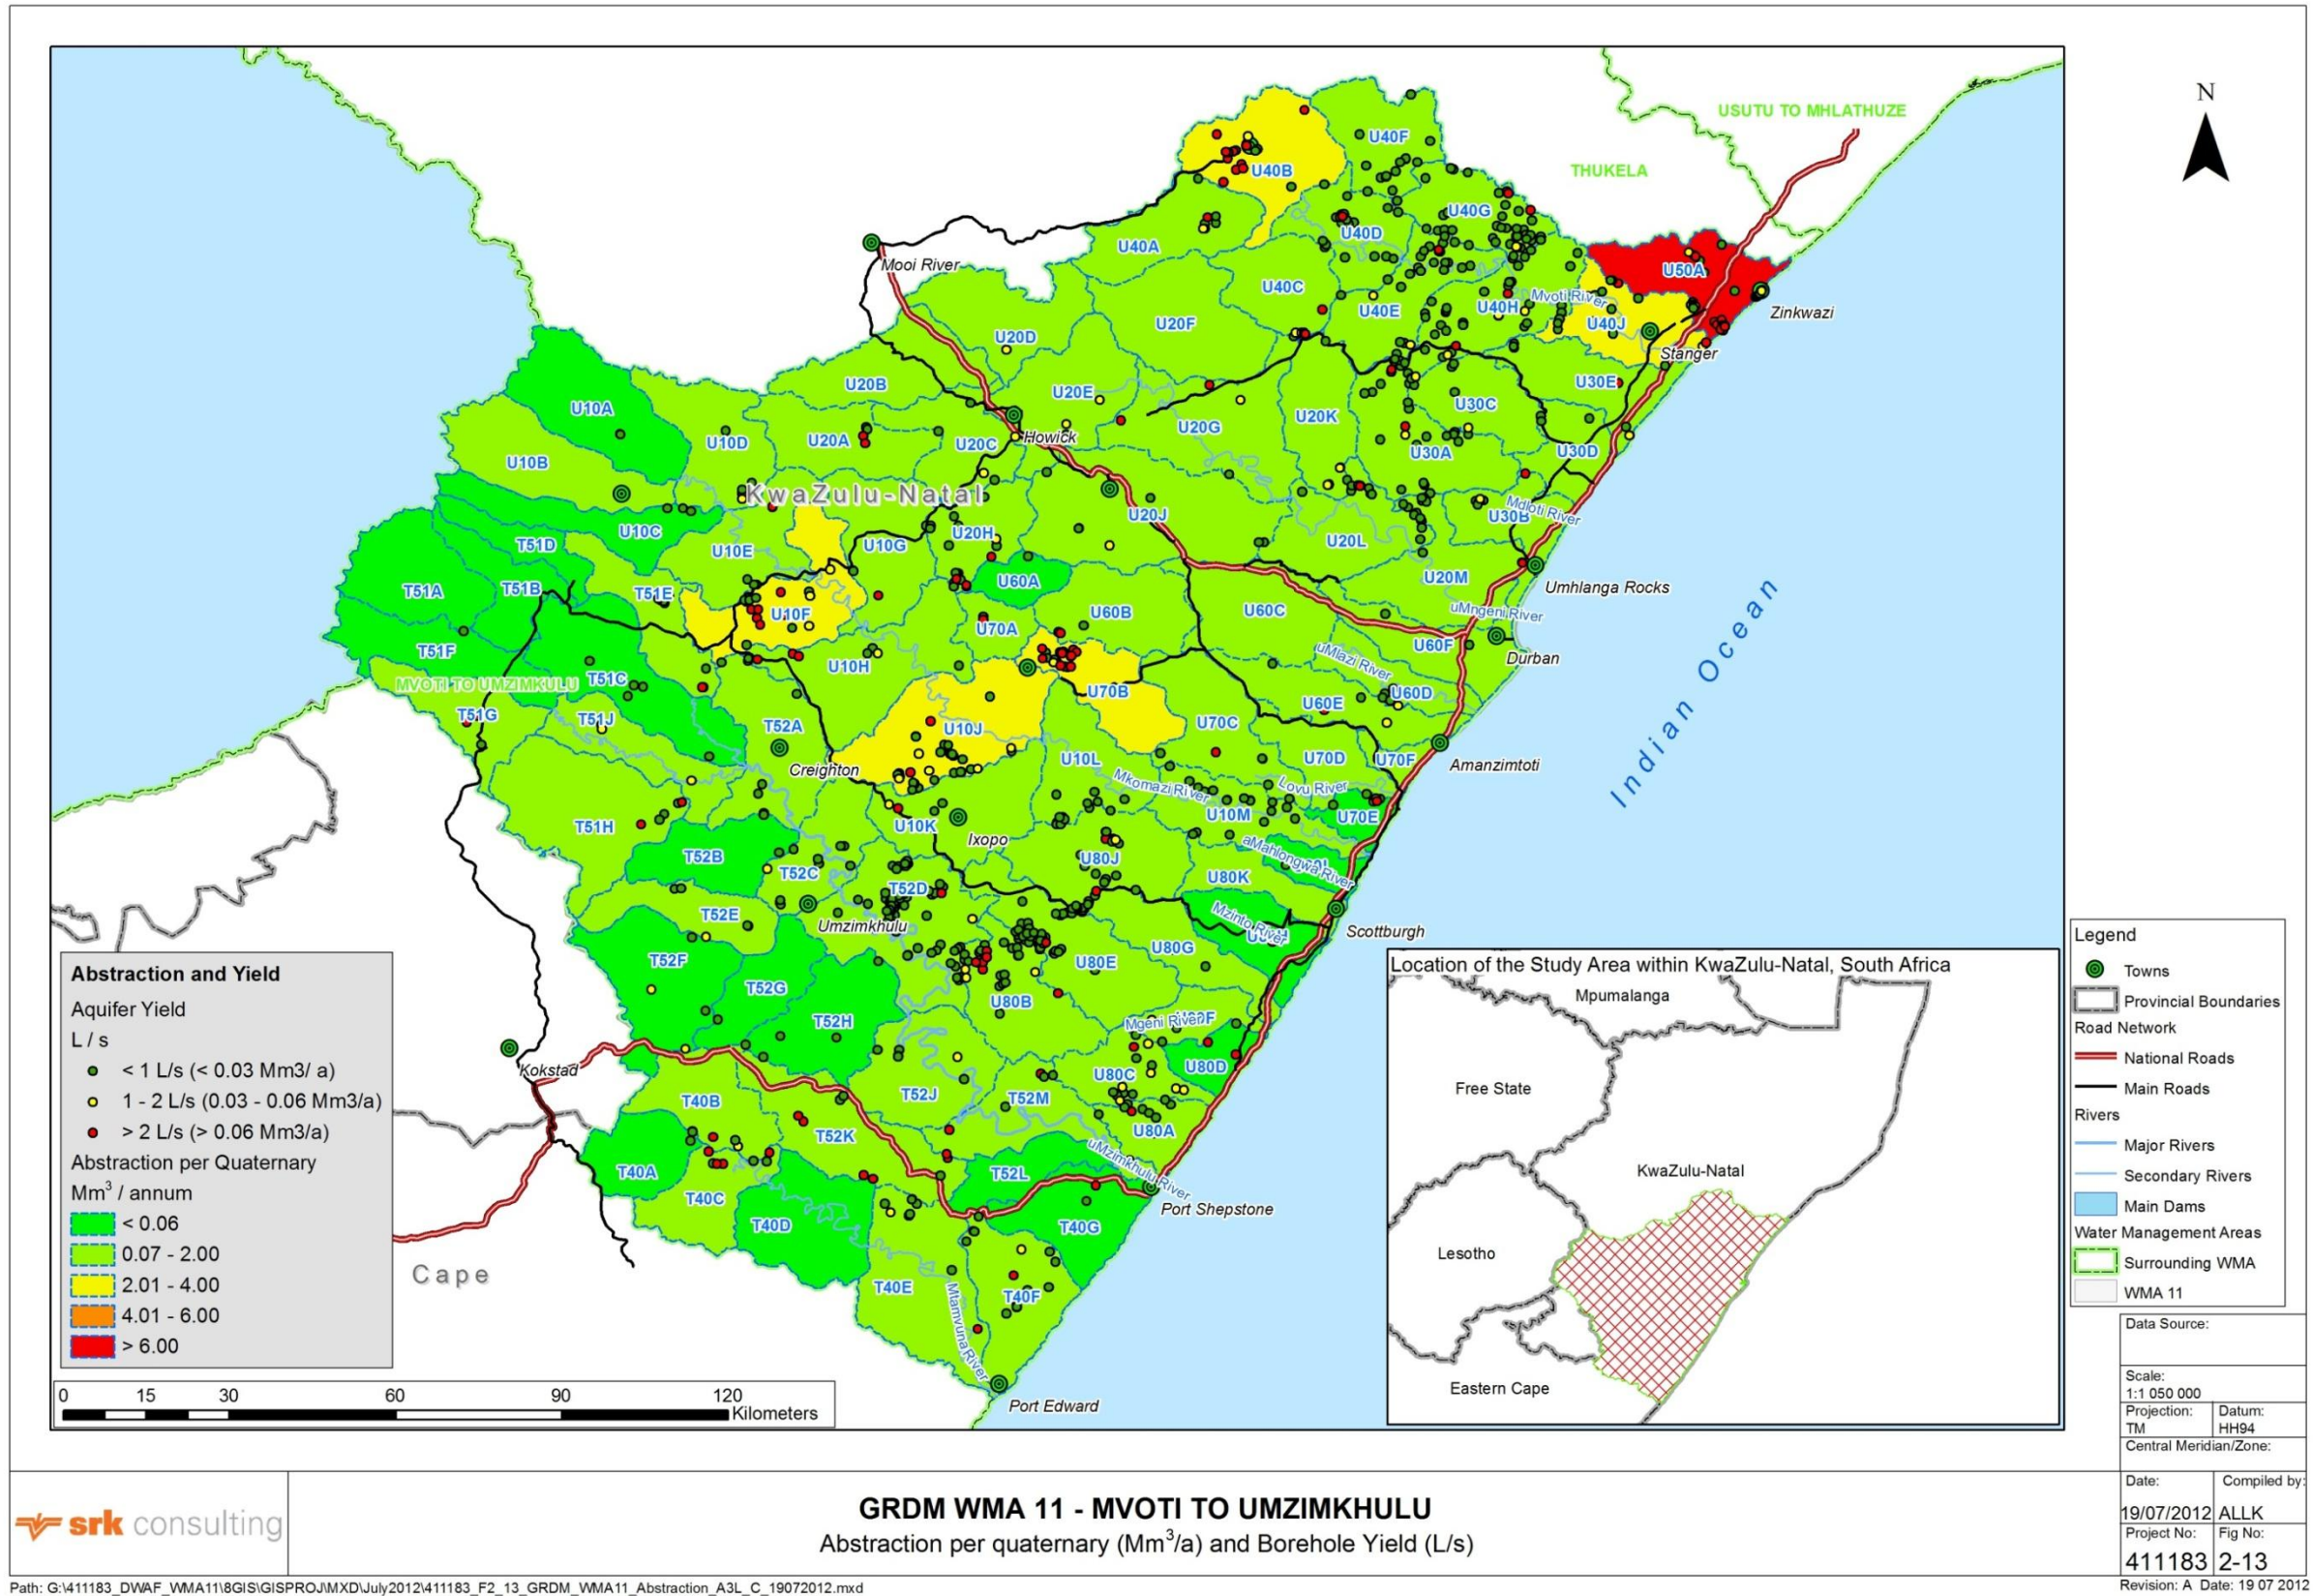 USUTU TO MHLATHUZE
THUKELA
N
U40F
U40B
U40G
U40D
U40A
U50A
Mooi River
U40C
U40E
U40H
Mvoti River
U40J
Zinkwazi
U20D
U20F
Stanger
U20B
U20E
U30E
U10A
U20K
U30C
U10D
U20A
U20C
Howick
U20G
U30A
U30D
U10B
KwaZulu-Natal
U20J
U30B
Mdloti River
U10C
U20H
U20L
T51D
U10E
U10G
U60A
U20M
Umhlanga Rocks
T51A
T51B
T51E
U10F
U60B
U60C
uMngeni River
U70A
T51F
U10H
U60F
Durban
uMlazi River
MVOTI TO UMZIMKULU
T51C
U70B
U60D
T51G
T51J
T52A
U10J
U70C
U60E
Indian Ocean
Creighton
U10L
U70D
U70F
Amanzimtoti
Mkomazi River
Lovu River
T51H
U10K
U10M
U70E
Ixopo
T52B
T52C
U80J
aMahlongwa River
U80K
T52D
T52E
Umzimkhulu
Mzinto River
Scottburgh
T52F
U80E
U80G
T52G
U80B
T52H
Mgeni River
Kokstad
U80C
U80D
T40B
T52J
T52M
T52K
U80A
T40A
T52L
uMzimkhulu River
T40C
T40D
T40G
Port Shepstone
Cape
T40E
T40F
Mtamvuna River
Port Edward
Abstraction and Yield
Aquifer Yield
L / s
< 1 L/s (< 0.03 Mm3/ a)
1 - 2 L/s (0.03 - 0.06 Mm3/a)
> 2 L/s (> 0.06 Mm3/a)
Abstraction per Quaternary
Mm³ / annum
< 0.06
0.07 - 2.00
2.01 - 4.00
4.01 - 6.00
> 6.00
0 15 30 60 90 120
Kilometers
Location of the Study Area within KwaZulu-Natal, South Africa
Mpumalanga
Free State
KwaZulu-Natal
Lesotho
Eastern Cape
Legend
Towns
Provincial Boundaries
Road Network
National Roads
Main Roads
Rivers
Major Rivers
Secondary Rivers
Main Dams
Water Management Areas
Surrounding WMA
WMA 11
Data Source:
Scale:
1:1 050 000
Projection: Datum:
TM HH94
Central Meridian/Zone:
Date: Compiled by:
19/07/2012 ALLK
Project No: Fig No:
411183 2-13
Revision: A Date: 19 07 2012
srk consulting
GRDM WMA 11 - MVOTI TO UMZIMKHULU
Abstraction per quaternary (Mm³/a) and Borehole Yield (L/s)
Path: G:\411183_DWAF_WMA11\8GIS\GISPROJ\MXD\July2012\411183_F2_13_GRDM_WMA11_Abstraction_A3L_C_19072012.mxd